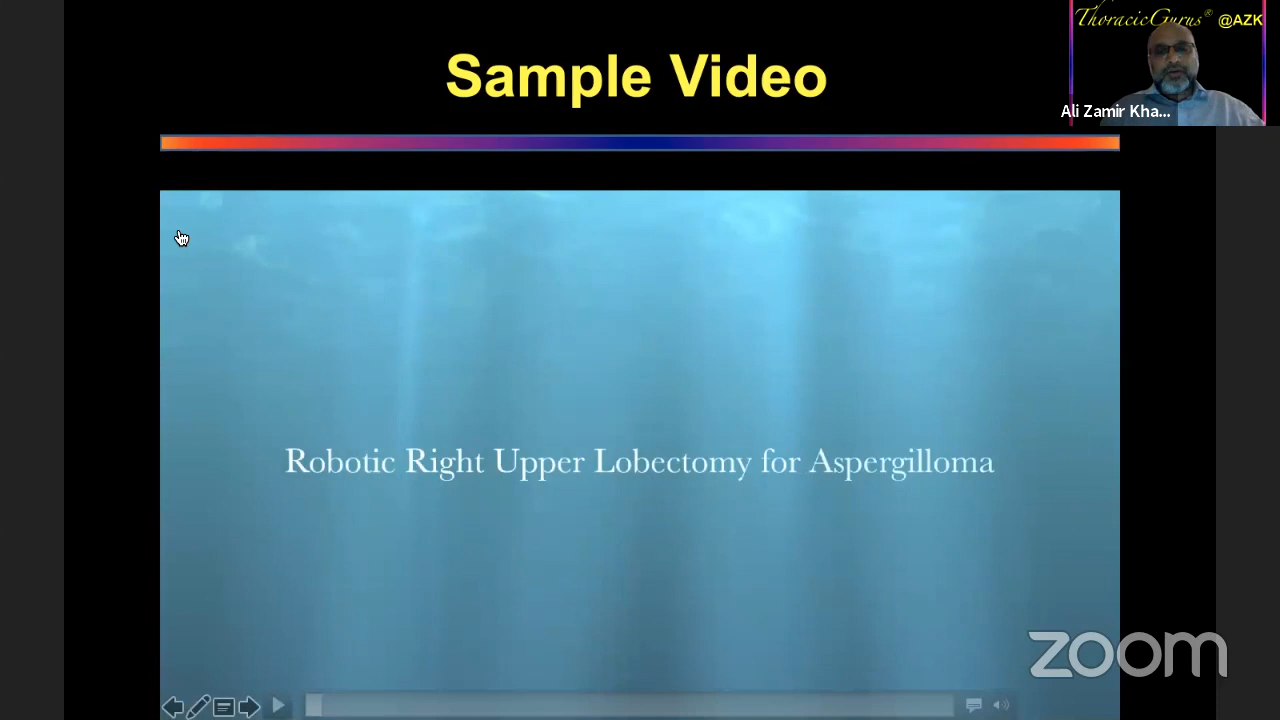 ThoracicGurus® @AZK
Sample Video
Ali Zamir Kha...
Robotic Right Upper Lobectomy for Aspergilloma
zoom